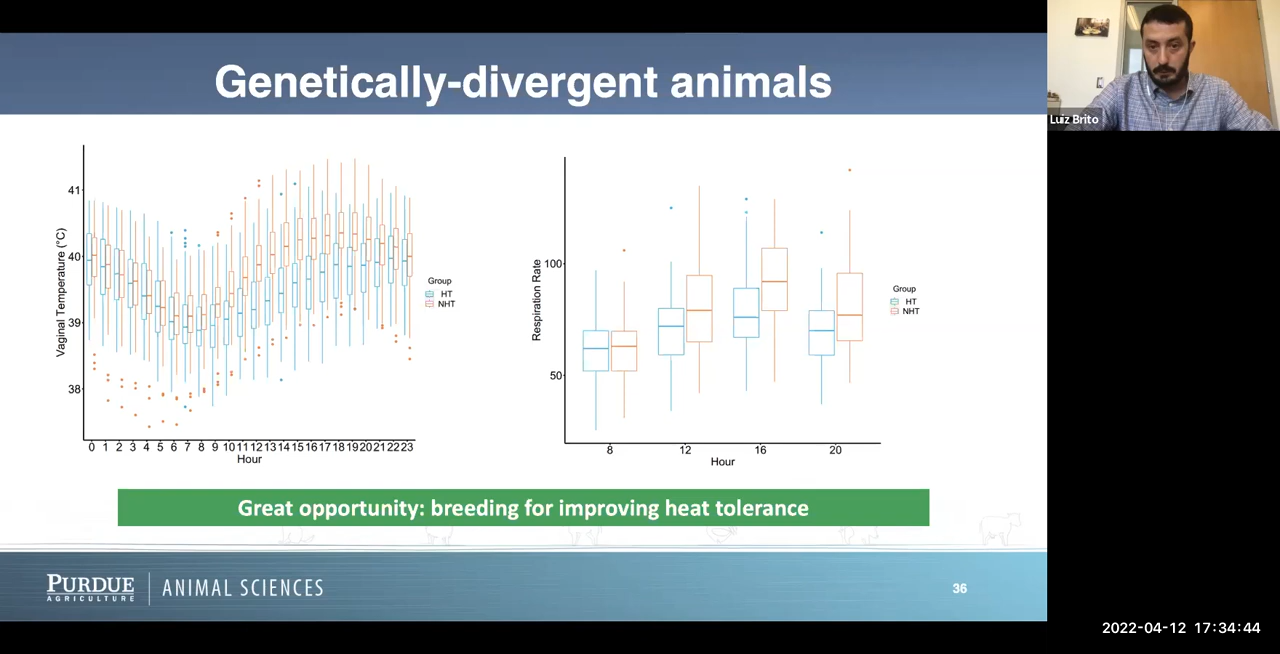 Genetically-divergent animals
Luiz Brito
41
40
39
38
Vaginal Temperature (°C)
0 1 2 3 4 5 6 7 8 9 10 11 12 13 14 15 16 17 18 19 20 21 22 23
Hour
Group
HT
NHT
100
50
Respiration Rate
8 12 16 20
Hour
Group
HT
NHT
Great opportunity: breeding for improving heat tolerance
PURDUE
AGRICULTURE
ANIMAL SCIENCES
36
2022-04-12 17:34:44